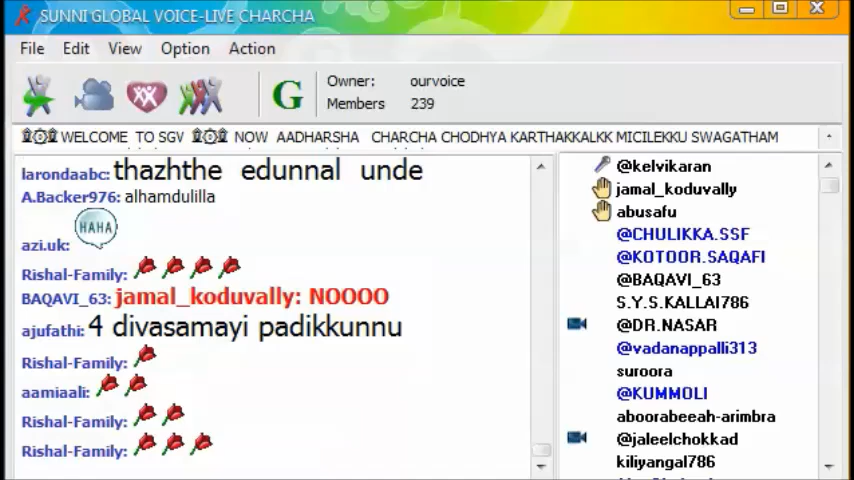 SUNNI GLOBAL VOICE-LIVE CHARCHA
File Edit View Option Action
G
Owner: ourvoice
Members 239
WELCOME TO SGV NOW AADHARSHA CHARCHA CHODHYA KARTHAKKALKK MICILEKKU SWAGATHAM
larondaabc: thazhthe edunnal unde
A.Backer976: alhamdulilla
HAHA
azi.uk:
Rishal-Family:
BAQAVI_63: jamal_koduvally: NOOOO
ajufathi: 4 divasamayi padikkunnu
Rishal-Family:
aamiaali:
Rishal-Family:
Rishal-Family:
@kelvikaran
jamal_koduvally
abusafu
@CHULIKKA.SSF
@KOTOOR.SAQAFI
@BAQAVI_63
S.Y.S.KALLAI786
@DR.NASAR
@vadanappalli313
suroora
@KUMMOLI
aboorabeeah-arimbra
@jaleelchokkad
kiliyangal786